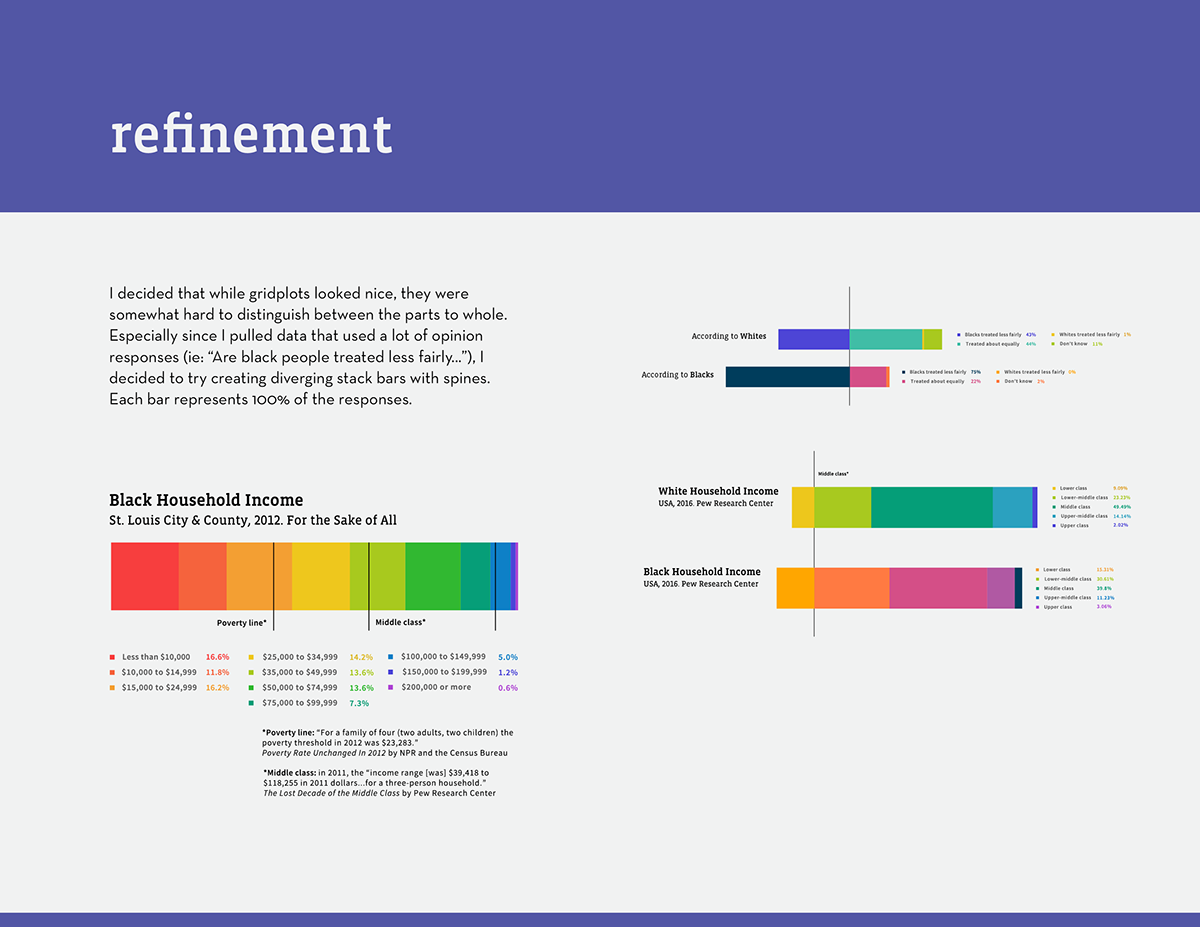 refinement
I decided that while gridplots looked nice, they were
somewhat hard to distinguish between the parts to whole.
Especially since I pulled data that used a lot of opinion
responses (ie: “Are black people treated less fairly...”), I
decided to try creating diverging stack bars with spines.
Each bar represents 100% of the responses.
Black Household Income
St. Louis City & County, 2012. For the Sake of All
Poverty line*
Middle class*
Less than $10,000 16.6%
$10,000 to $14,999 11.8%
$15,000 to $24,999 16.2%
$25,000 to $34,999 14.2%
$35,000 to $49,999 13.6%
$50,000 to $74,999 13.6%
$75,000 to $99,999 7.3%
$100,000 to $149,999 5.0%
$150,000 to $199,999 1.2%
$200,000 or more 0.6%
*Poverty line: “For a family of four (two adults, two children) the
poverty threshold in 2012 was $23,283.”
Poverty Rate Unchanged In 2012 by NPR and the Census Bureau
*Middle class: in 2011, the “income range [was] $39,418 to
$118,255 in 2011 dollars...for a three-person household.”
The Lost Decade of the Middle Class by Pew Research Center
According to Whites
Blacks treated less fairly 43%
Treated about equally 44%
Whites treated less fairly 1%
Don't know 11%
According to Blacks
Blacks treated less fairly 75%
Treated about equally 22%
Whites treated less fairly
Don't know 2%
Middle class*
White Household Income
USA, 2016. Pew Research Center
Lower class 9.09%
Lower-middle class 23.23%
Middle class 49.49%
Upper-middle class 14.14%
Upper class 2.02%
Black Household Income
USA, 2016. Pew Research Center
Lower class 15.31%
Lower-middle class 30.61%
Middle class 39.8%
Upper-middle class 11.23%
Upper class 3.06%